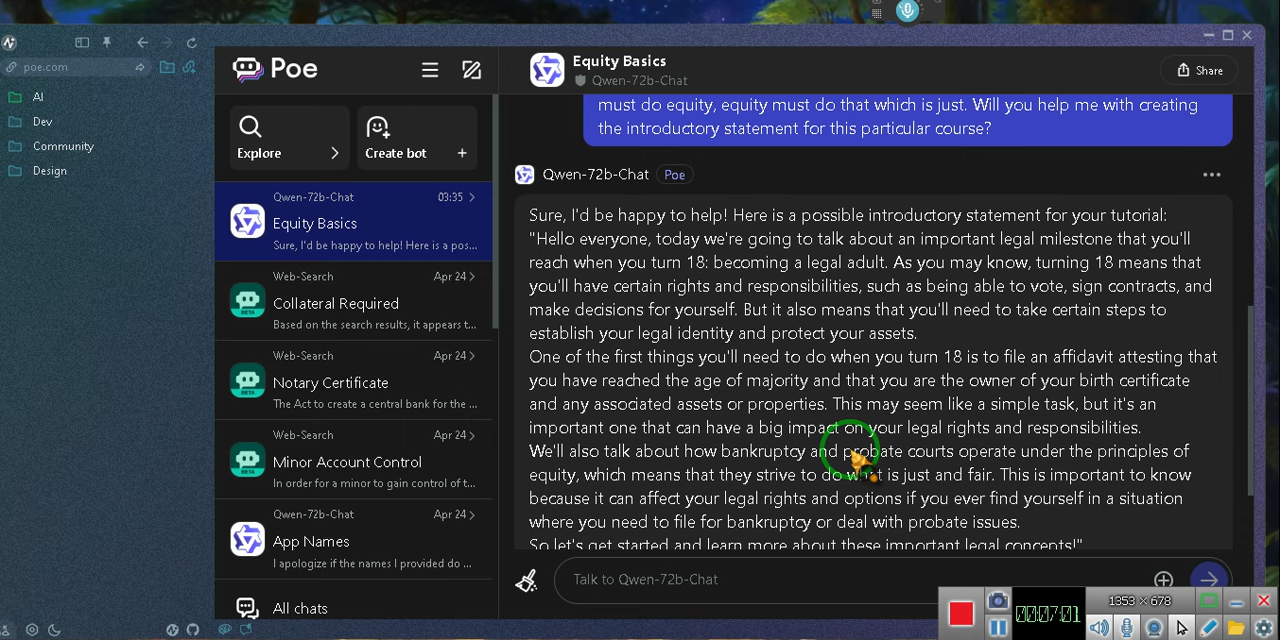 poe.com
AI
Dev
Community
Design
Poe
Explore
Create bot
Qwen-72b-Chat
03:35
Equity Basics
Sure, I'd be happy to help! Here is a pos...
Web-Search
Apr 24
Collateral Required
Based on the search results, it appears t...
Web-Search
Apr 24
Notary Certificate
The Act to create a central bank for the ...
Web-Search
Apr 24
Minor Account Control
In order for a minor to gain control of t...
Qwen-72b-Chat
Apr 24
App Names
I apologize if the names I provided do ...
All chats
Equity Basics
Qwen-72b-Chat
Share
must do equity, equity must do that which is just. Will you help me with creating
the introductory statement for this particular course?
Qwen-72b-Chat Poe
Sure, I'd be happy to help! Here is a possible introductory statement for your tutorial:
"Hello everyone, today we're going to talk about an important legal milestone that you'll
reach when you turn 18: becoming a legal adult. As you may know, turning 18 means that
you'll have certain rights and responsibilities, such as being able to vote, sign contracts, and
make decisions for yourself. But it also means that you'll need to take certain steps to
establish your legal identity and protect your assets.
One of the first things you'll need to do when you turn 18 is to file an affidavit attesting that
you have reached the age of majority and that you are the owner of your birth certificate
and any associated assets or properties. This may seem like a simple task, but it's an
important one that can have a big impact on your legal rights and responsibilities.
We'll also talk about how bankruptcy and probate courts operate under the principles of
equity, which means that they strive to do what is just and fair. This is important to know
because it can affect your legal rights and options if you ever find yourself in a situation
where you need to file for bankruptcy or deal with probate issues.
So let's get started and learn more about these important legal concepts!"
Talk to Qwen-72b-Chat
00:07:01
1353 × 678